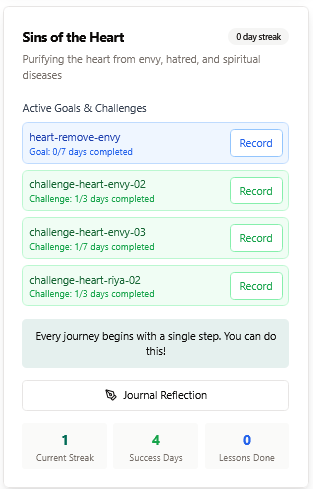 Sins of the Heart
0 day streak
Purifying the heart from envy, hatred, and spiritual
diseases
Active Goals & Challenges
heart-remove-envy
Goal: 0/7 days completed
Record
challenge-heart-envy-02
Challenge: 1/3 days completed
Record
challenge-heart-envy-03
Challenge: 1/7 days completed
Record
challenge-heart-riya-02
Challenge: 1/3 days completed
Record
Every journey begins with a single step. You can do
this!
Journal Reflection
1
Current Streak
4
Success Days
0
Lessons Done